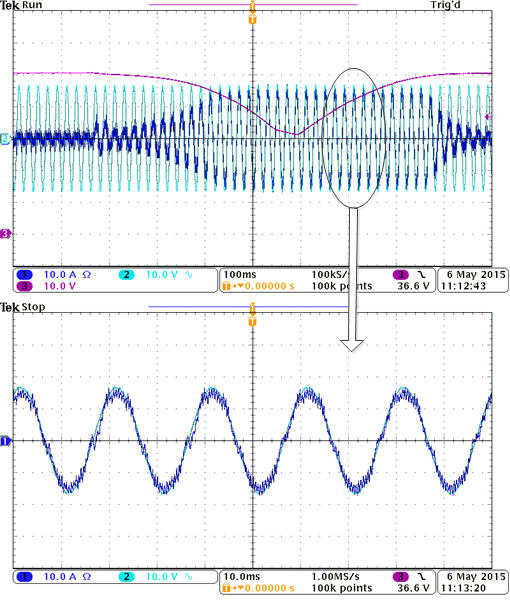 Tek Run Trig'd
T
T
2
3
1 10.0 A Ω 2 10.0 V ∿ 100ms 100kS/s 3 36.6 V 6 May 2015
3 10.0 V T→▼0.00000 s 100k points 11:12:43
Tek Stop
T
T
1
1 10.0 A Ω 2 10.0 V ∿ 10.0ms 1.00MS/s 3 6 May 2015
T→▼0.00000 s 100k points 36.6 V 11:13:20